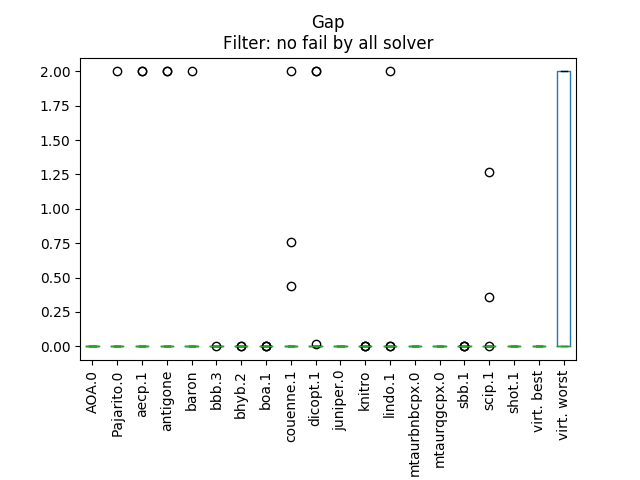 Gap
Filter: no fail by all solver
2.00
1.75
1.50
1.25
1.00
0.75
0.50
0.25
0.00
AOA.0
Pajarito.0
aecp.1
antigone
baron
bbb.3
bhyb.2
boa.1
couenne.1
dicopt.1
juniper.0
knitro
lindo.1
mtaurbnbcpx.0
mtaurqgcpx.0
sbb.1
scip.1
shot.1
virt. best
virt. worst